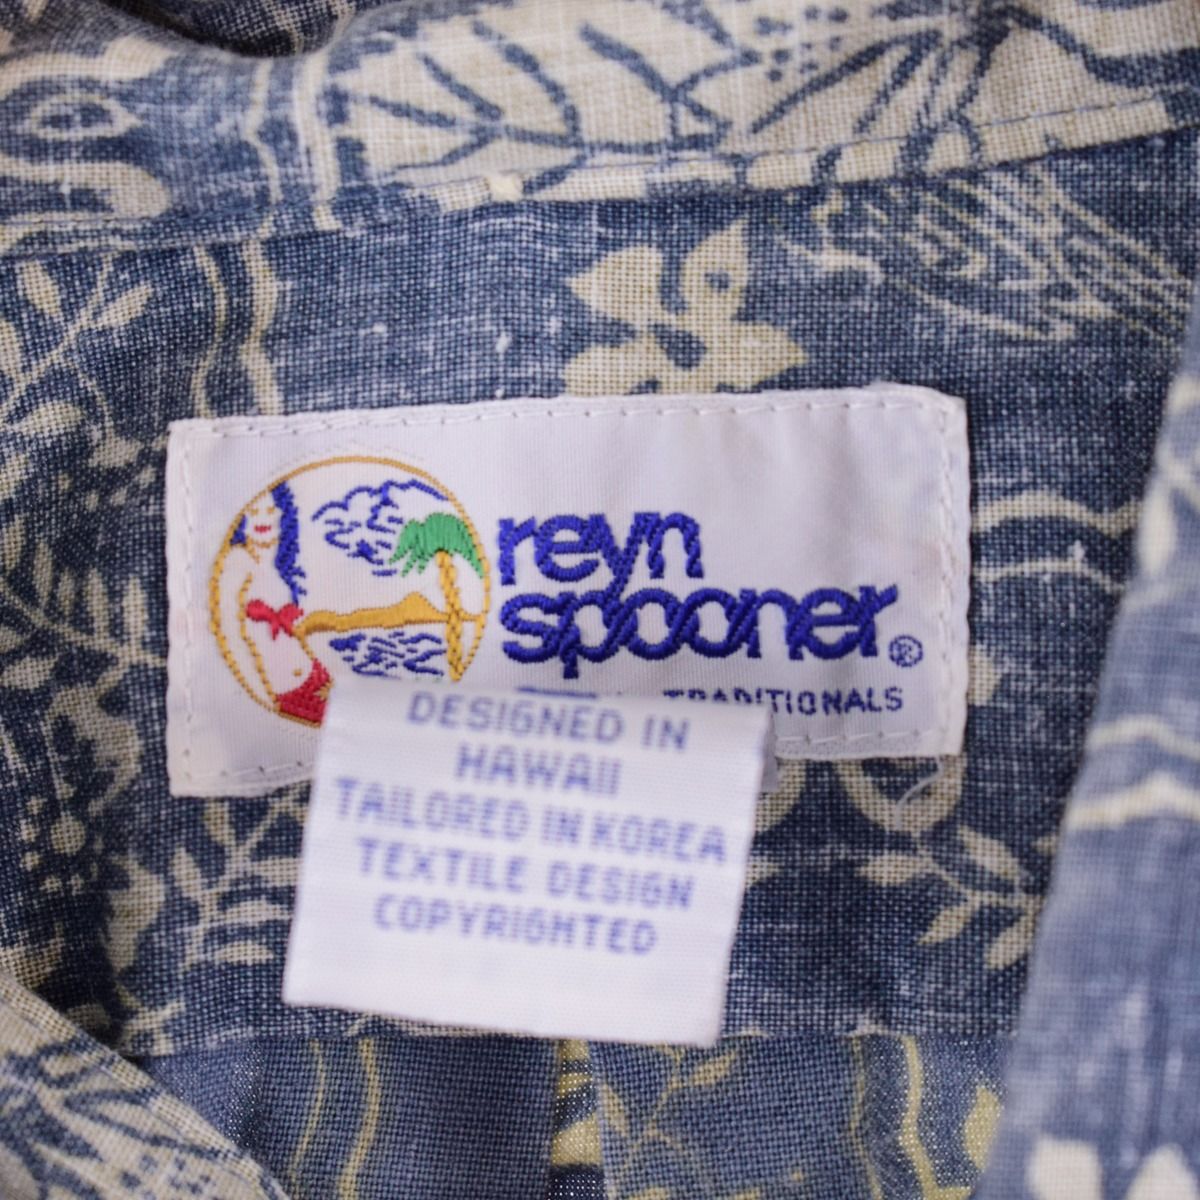 reyn
spooner®
TRADITIONALS
DESIGNED IN
HAWAII
TAILORED IN KOREA
TEXTILE DESIGN
COPYRIGHTED